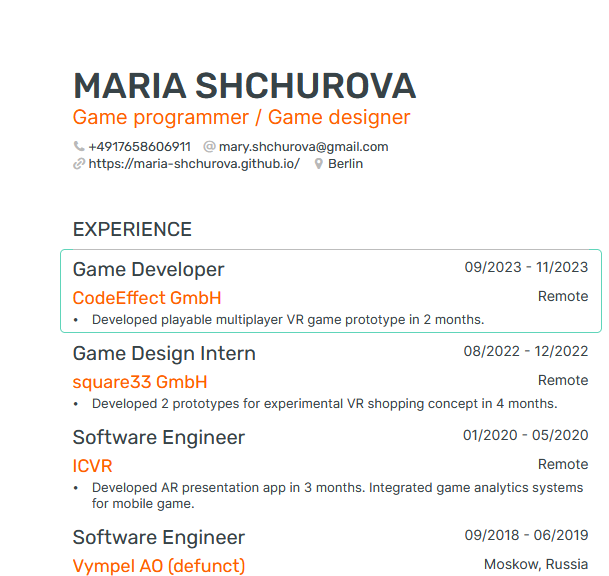 MARIA SHCHUROVA
Game programmer / Game designer
+4917658606911 mary.shchurova@gmail.com
https://maria-shchurova.github.io/ Berlin
EXPERIENCE
Game Developer 09/2023 - 11/2023
CodeEffect GmbH Remote
• Developed playable multiplayer VR game prototype in 2 months.
Game Design Intern 08/2022 - 12/2022
square33 GmbH Remote
• Developed 2 prototypes for experimental VR shopping concept in 4 months.
Software Engineer 01/2020 - 05/2020
ICVR Remote
• Developed AR presentation app in 3 months. Integrated game analytics systems
for mobile game.
Software Engineer 09/2018 - 06/2019
Vympel AO (defunct) Moskow, Russia